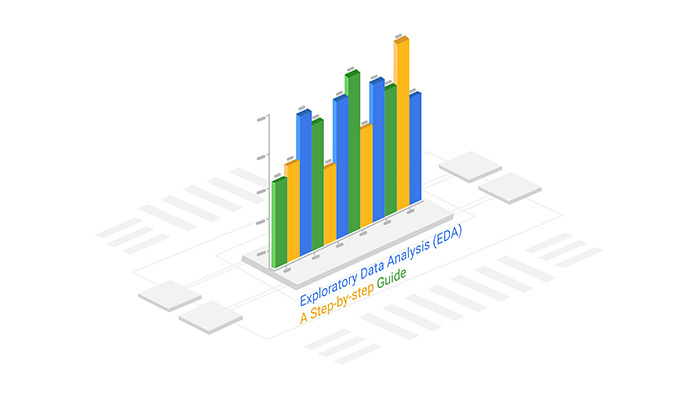 Exploratory Data Analysis (EDA)
A Step-by-step Guide